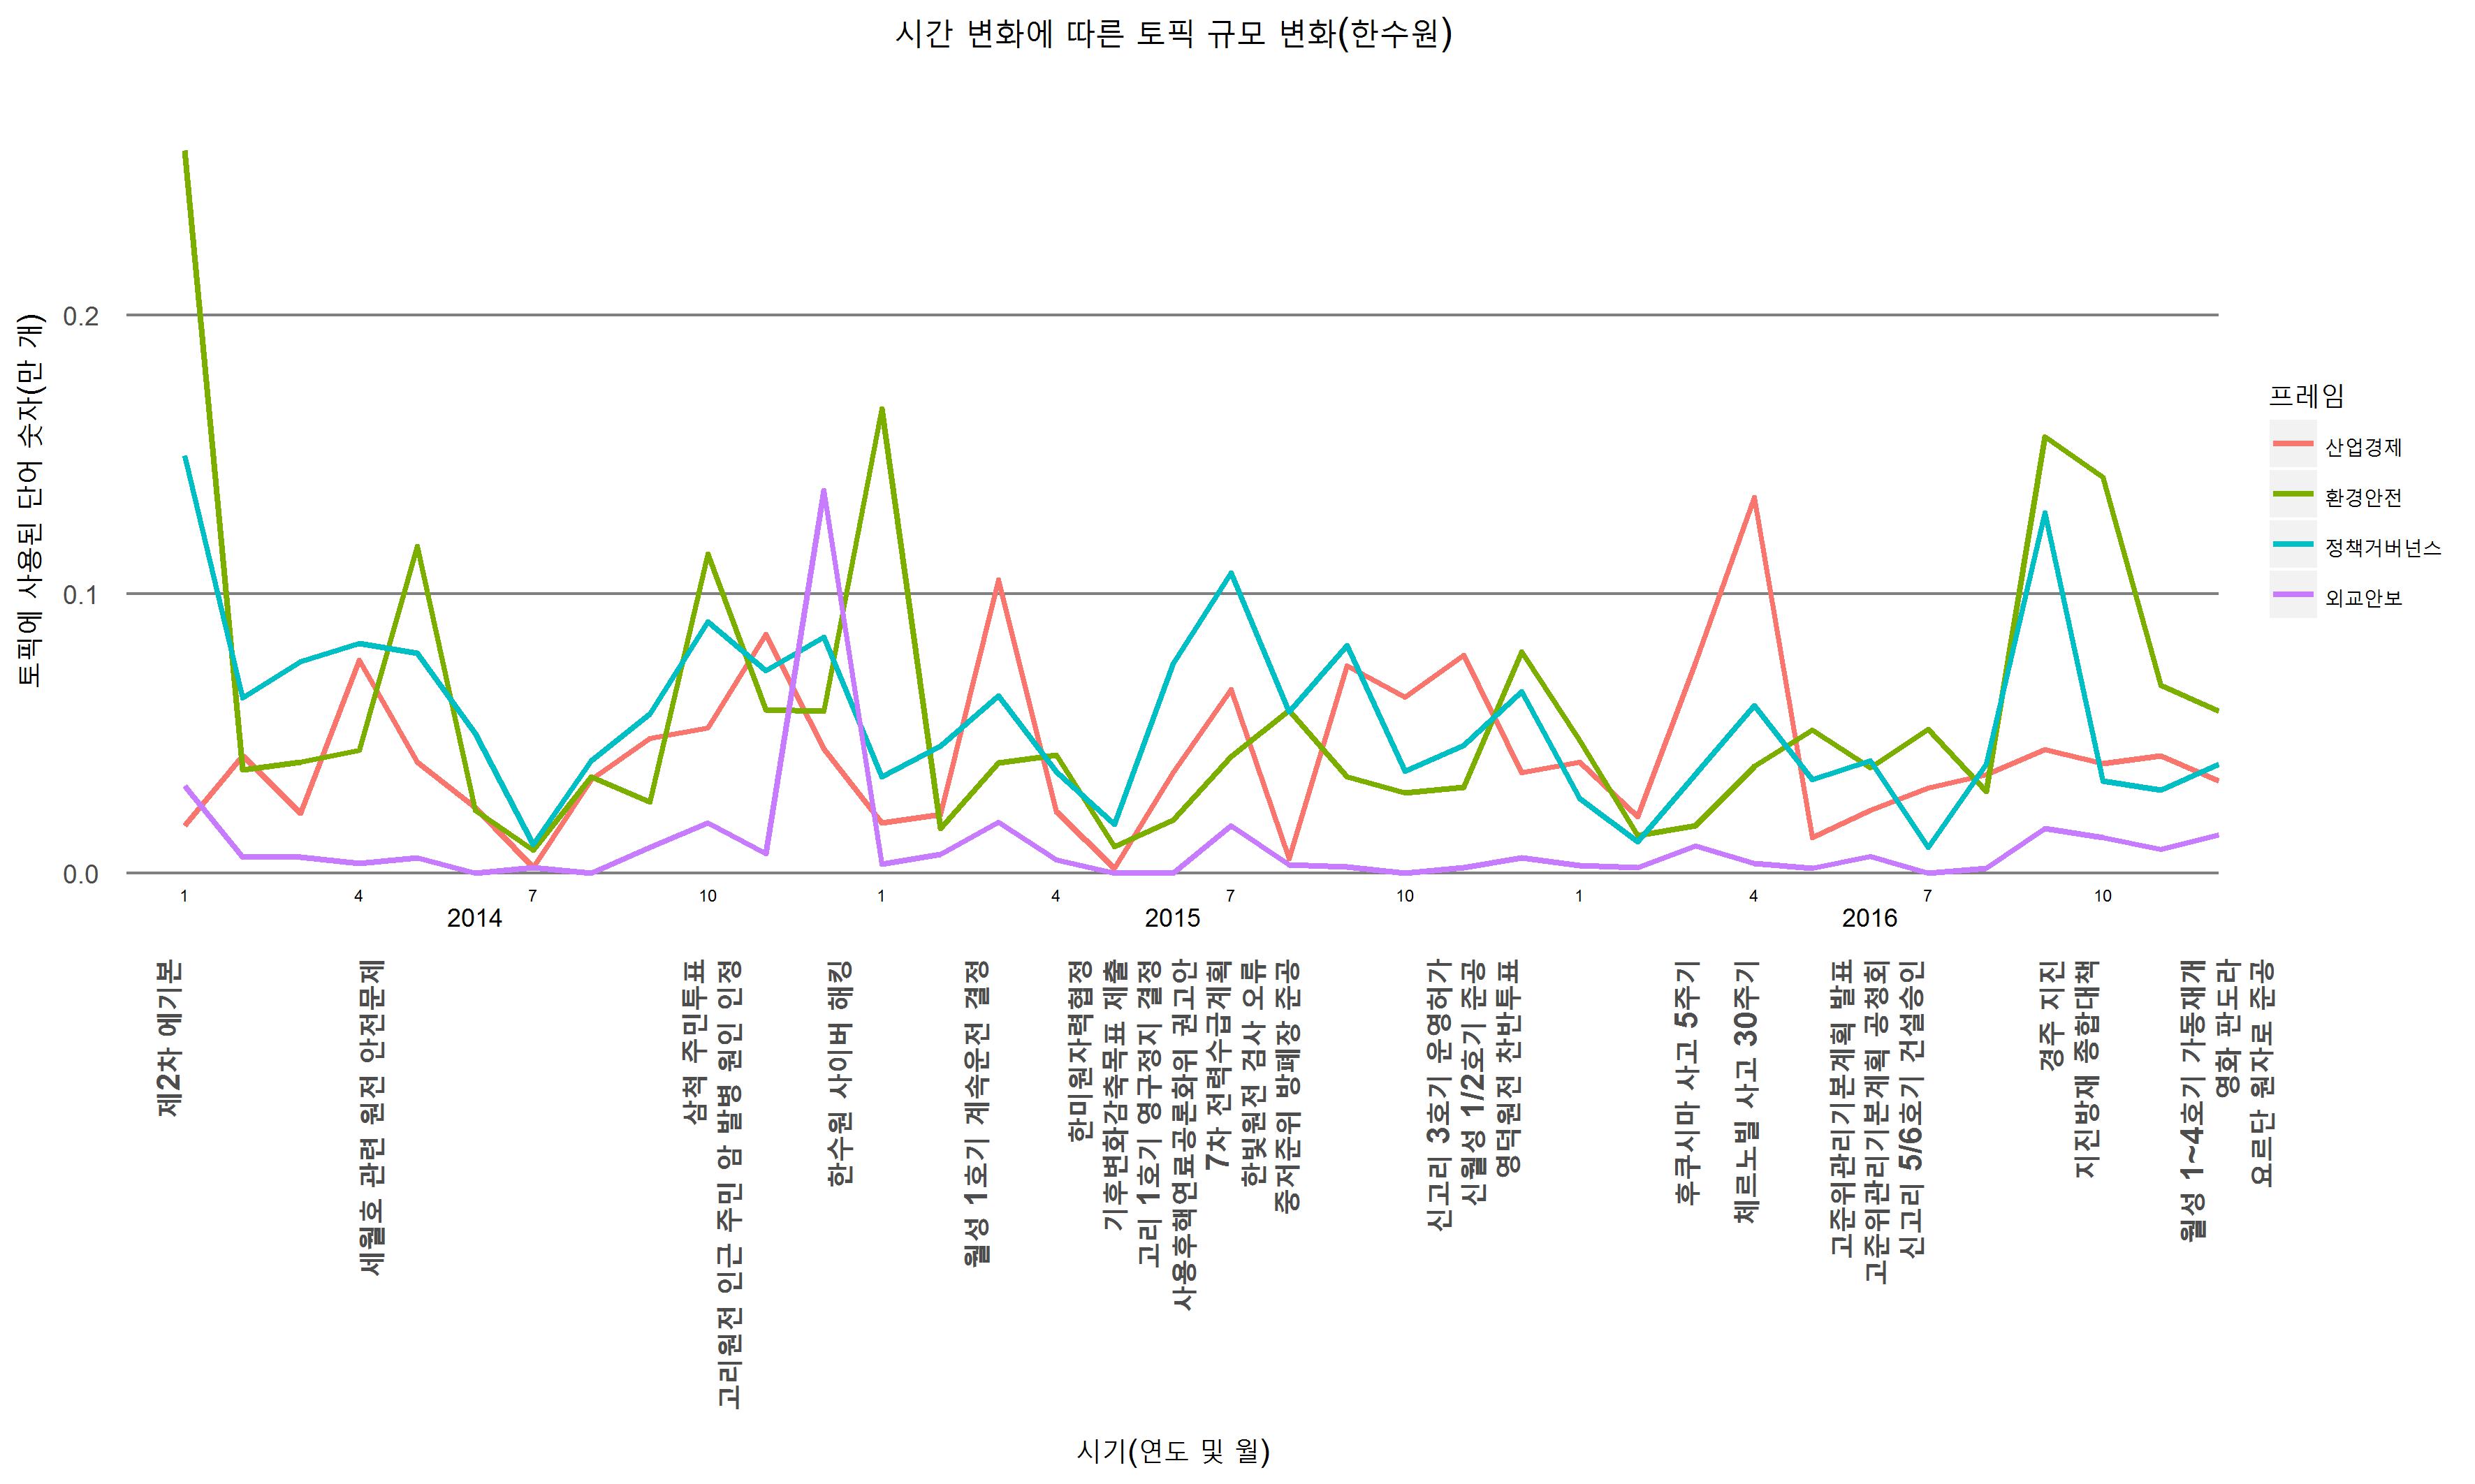 시간 변화에 따른 토픽 규모 변화(한수원)
토픽에 사용된 단어 숫자(만 개)
0.2
0.1
0.0
프레임
산업경제
환경안전
정책거버넌스
외교안보
1 4 7 10 1 4 7 10 1 4 7 10
2014 2015 2016
제2차 에기본
세월호 관련 원전 안전문제
삼척 주민투표
고리원전 인근 주민 암 발병 원인 인정
한수원 사이버 해킹
월성 1호기 계속운전 결정
한미원자력협정
기후변화감축목표 제출
고리 1호기 영구정지 결정
사용후핵연료공론화위 권고안
7차 전력수급계획
한빛원전 검사 오류
중저준위 방폐장 준공
신고리 3호기 운영허가
신월성 1/2호기 준공
영덕원전 찬반투표
후쿠시마 사고 5주기
체르노빌 사고 30주기
고준위관리기본계획 발표
고준위관리기본계획 공청회
신고리 5/6호기 건설승인
경주 지진
지진방재 종합대책
월성 1~4호기 가동재개
영화 판도라
요르단 원자로 준공
시기(연도 및 월)